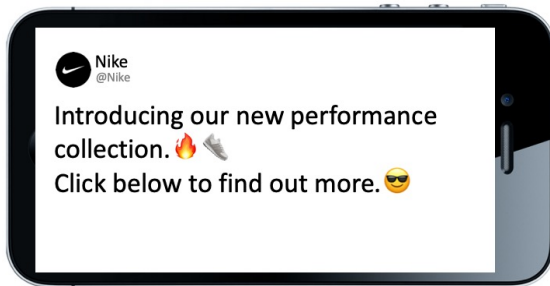 Nike
@Nike
Introducing our new performance
collection.🔥👟
Click below to find out more.😎